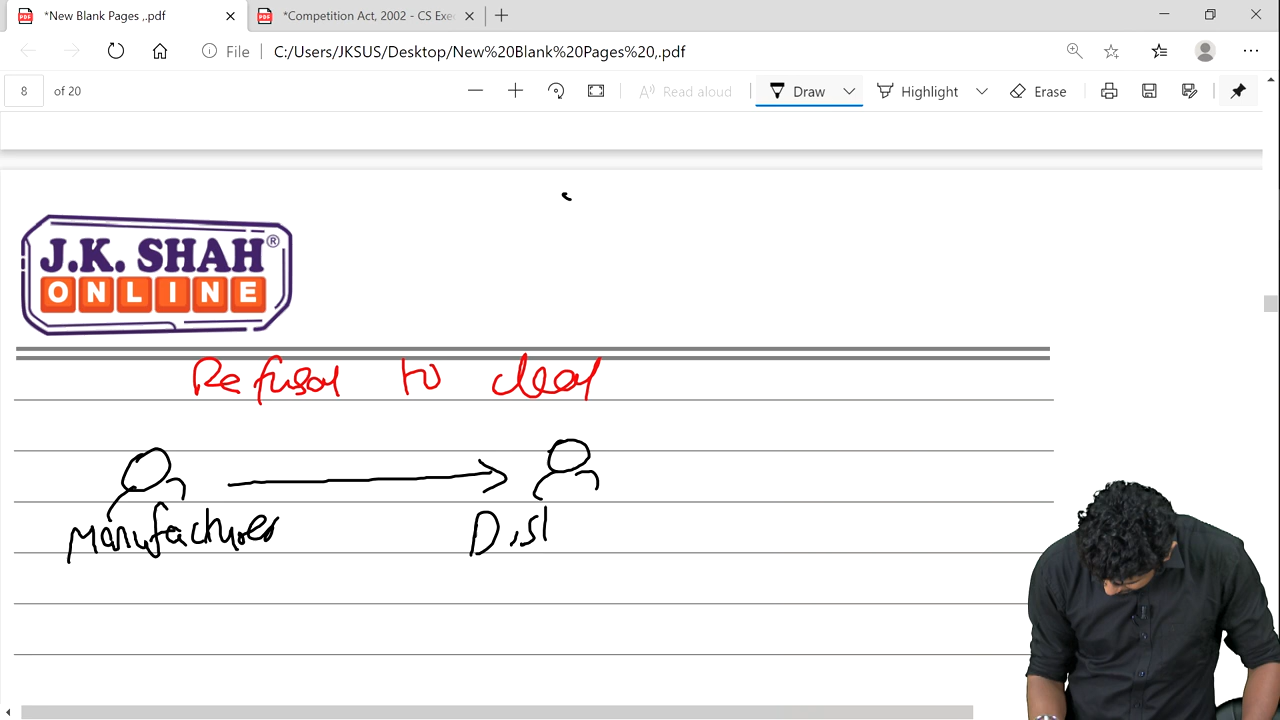 *New Blank Pages ,.pdf
*Competition Act, 2002 - CS Exec
File
C:/Users/JKSUS/Desktop/New%20Blank%20Pages%20,.pdf
8 of 20
A
Read aloud
Draw
Highlight
Erase
J.K. SHAH®
ONLINE
Refusal to deal
Manufacturer
Dist